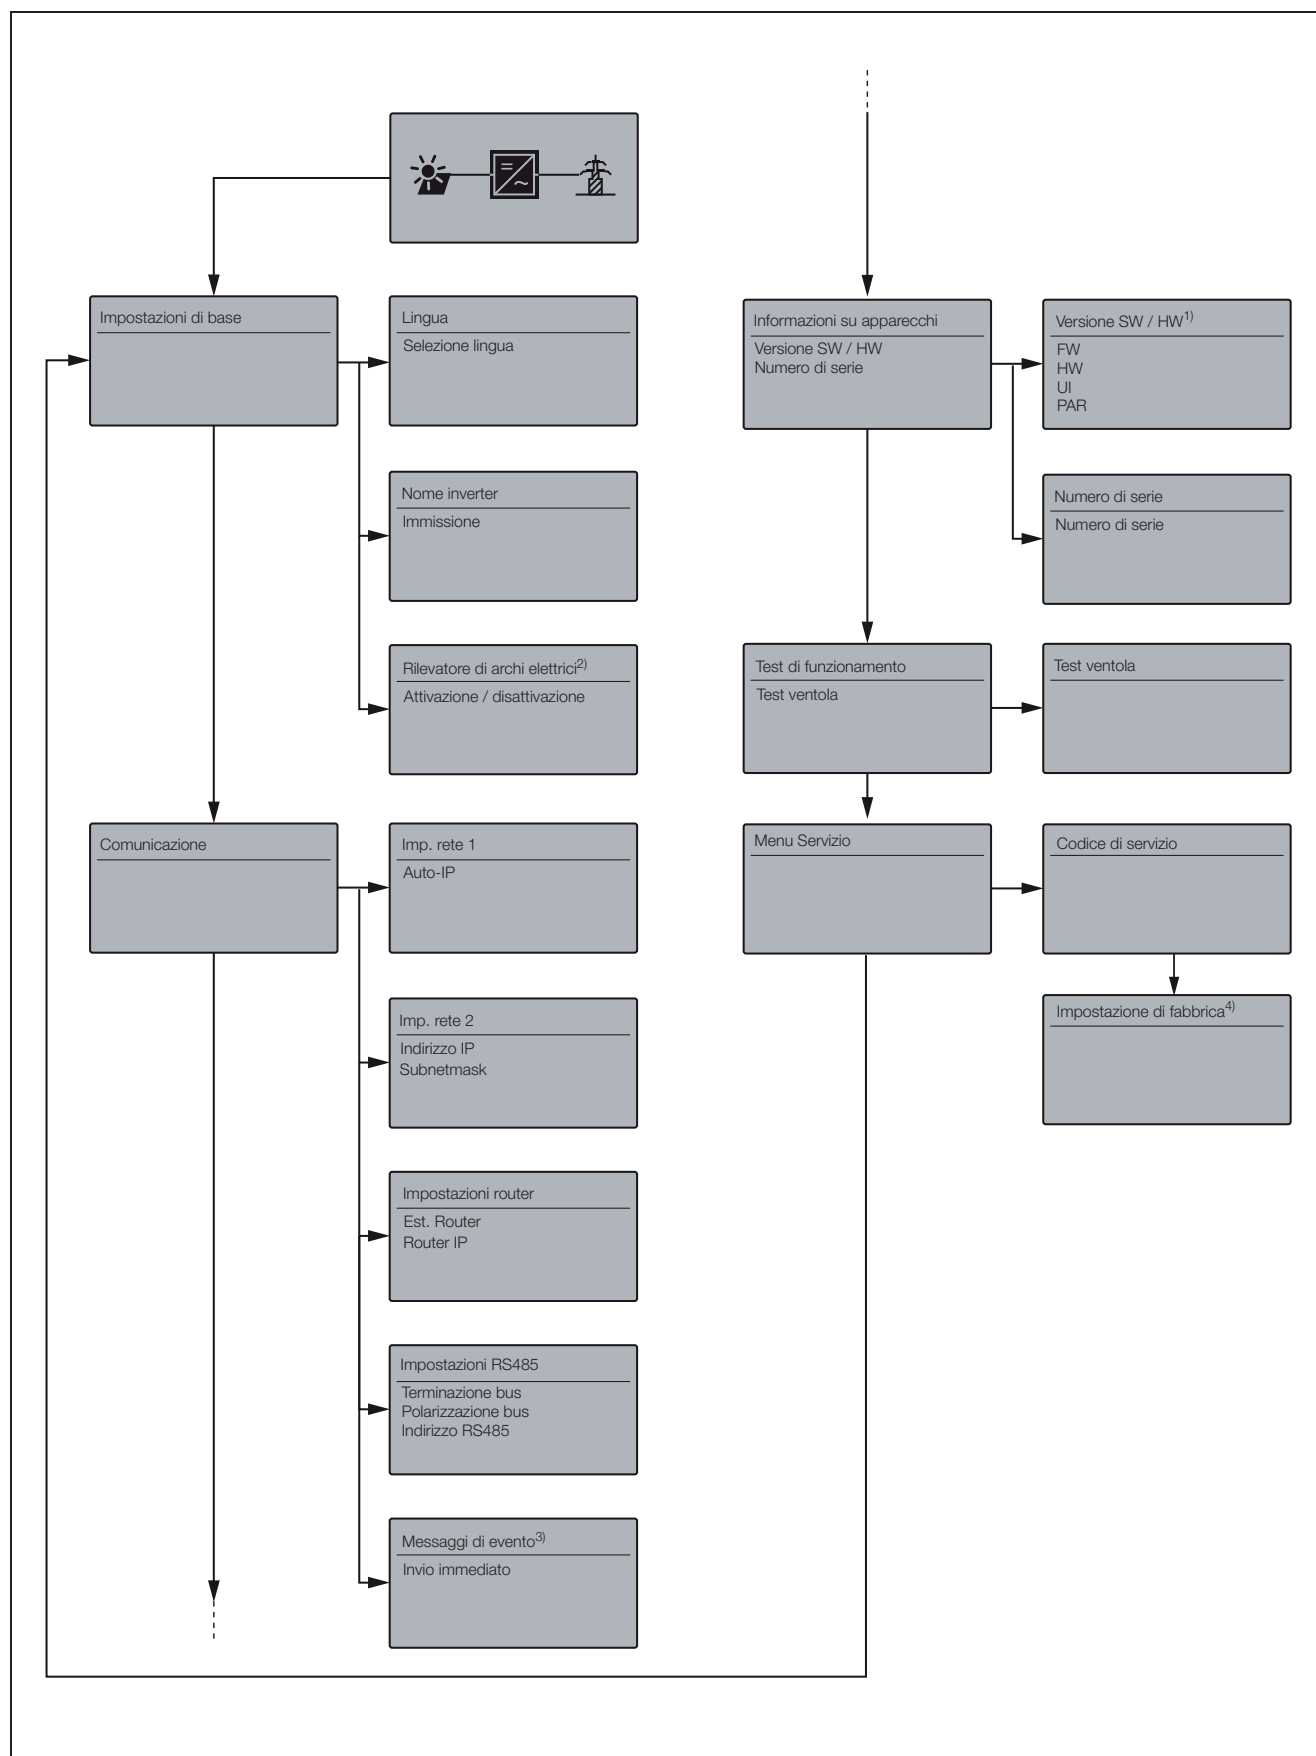 Impostazioni di base
Lingua
Selezione lingua
Nome inverter
Immissione
Rilevatore di archi elettrici2)
Attivazione / disattivazione
Comunicazione
Imp. rete 1
Auto-IP
Imp. rete 2
Indirizzo IP
Subnetmask
Impostazioni router
Est. Router
Router IP
Impostazioni RS485
Terminazione bus
Polarizzazione bus
Indirizzo RS485
Messaggi di evento3)
Invio immediato
Informazioni su apparecchi
Versione SW / HW
Numero di serie
Versione SW / HW1)
FW
HW
UI
PAR
Numero di serie
Numero di serie
Test di funzionamento
Test ventola
Test ventola
Menu Servizio
Codice di servizio
Impostazione di fabbrica4)